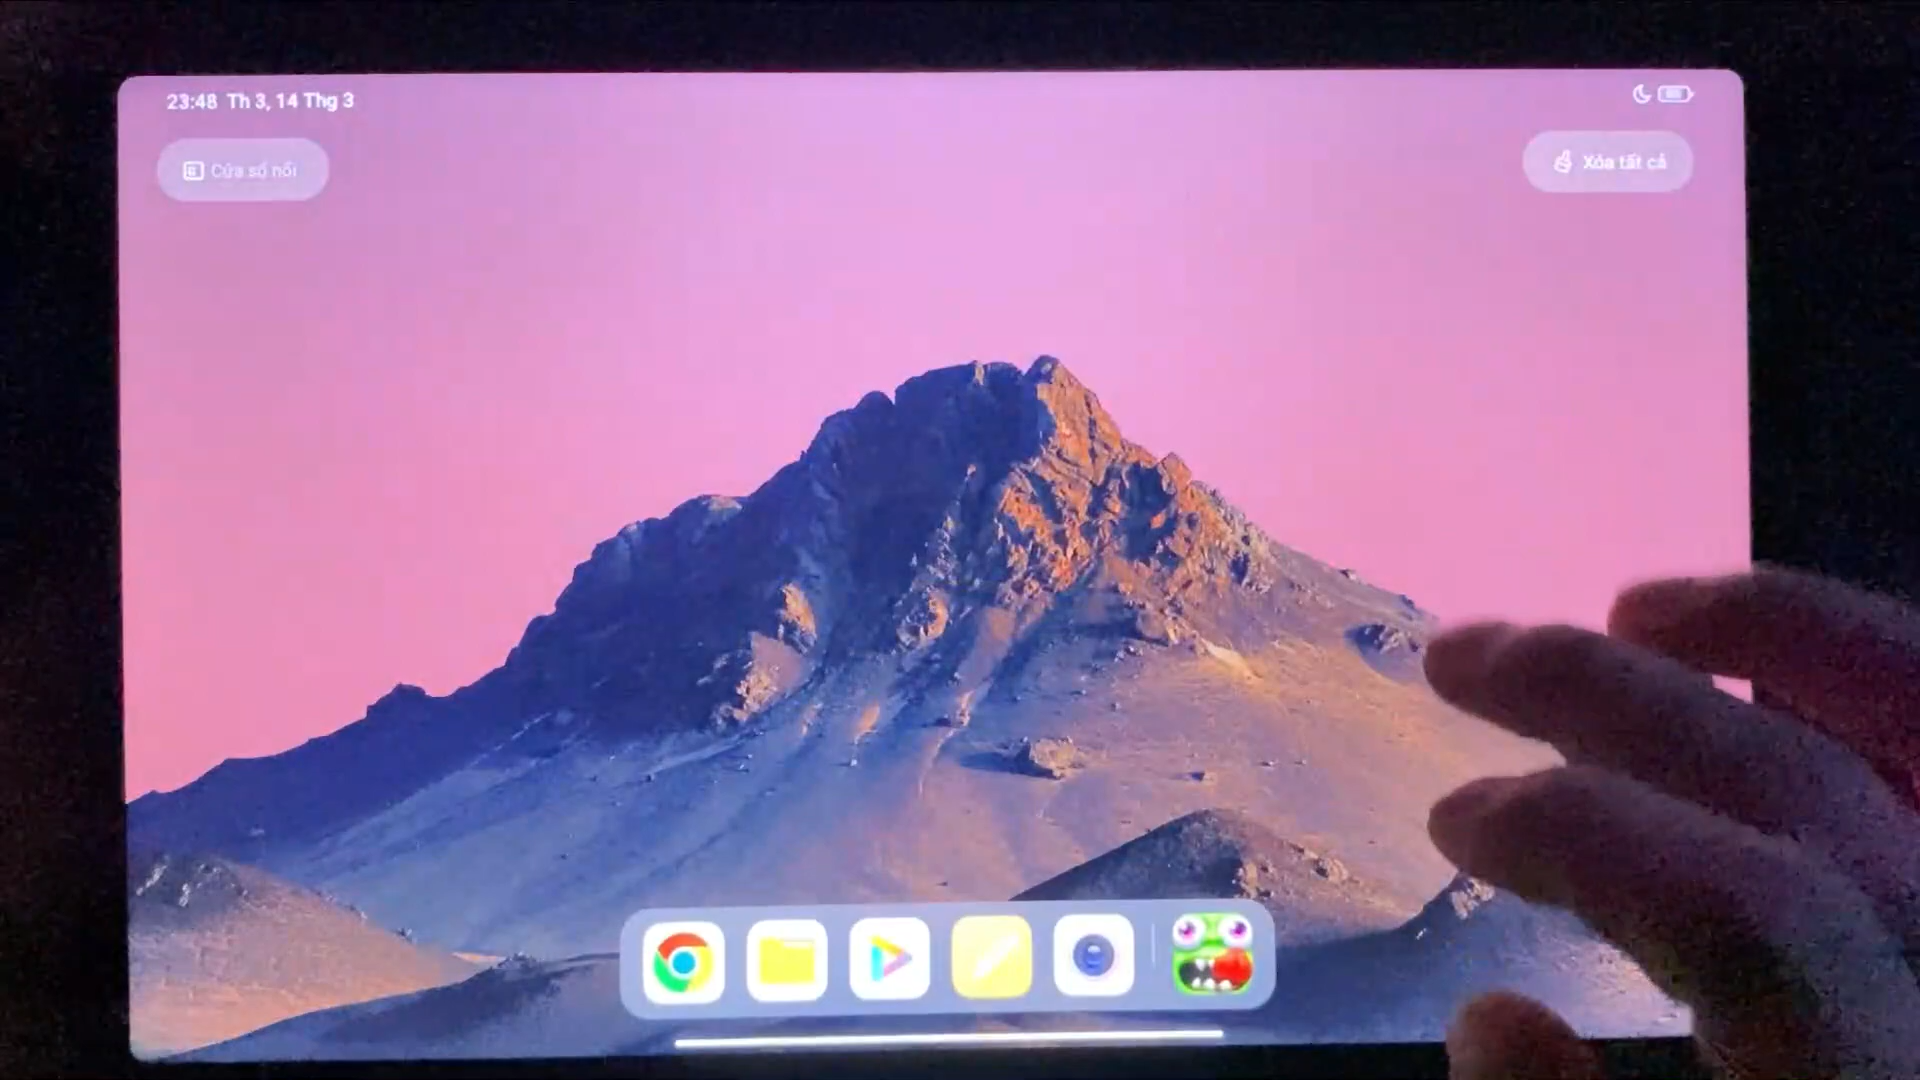 23:48 Th 3, 14 Thg 3
Cửa sổ nổi
Xóa tất cả